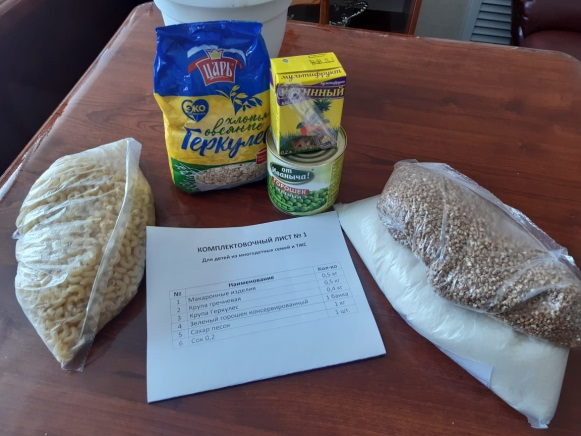 ЦАРЬ
ЭКО
хлопья
овсяные
Геркулес
от
Иваныча!
ГОРОШЕК
0,2
КОМПЛЕКТОВОЧНЫЙ ЛИСТ № 1
Для детей из многодетных семей и ТЖС
№ Наименование Кол-во
1 Макаронные изделия 0,5 кг
2 Крупа гречневая 0,5 кг
3 Крупа Геркулес 0,4 кг
4 Зеленый горошек консервированный 1 банка
5 Сахар песок 1 кг
6 Сок 0,2 1 шт